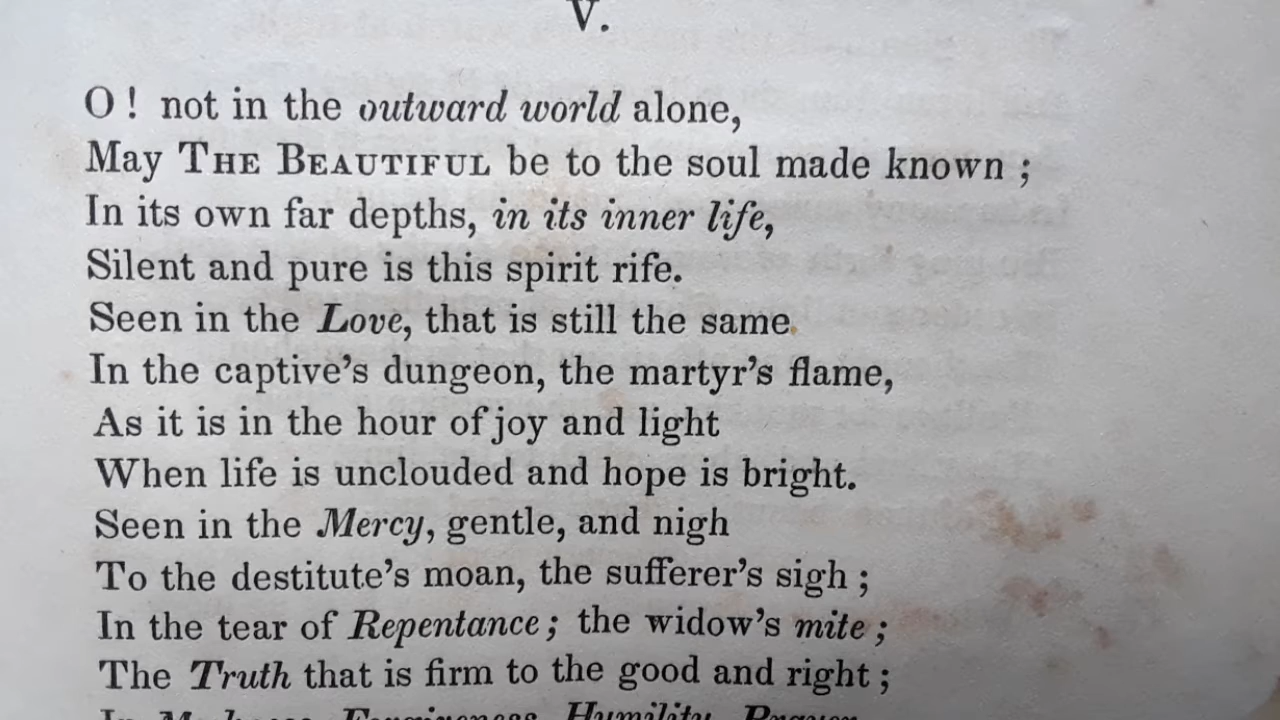 V.
O! not in the outward world alone,
May THE BEAUTIFUL be to the soul made known;
In its own far depths, in its inner life,
Silent and pure is this spirit rife.
Seen in the Love, that is still the same.
In the captive's dungeon, the martyr's flame,
As it is in the hour of joy and light
When life is unclouded and hope is bright.
Seen in the Mercy, gentle, and nigh
To the destitute's moan, the sufferer's sigh;
In the tear of Repentance; the widow's mite;
The Truth that is firm to the good and right;
In Meekness, Forgiveness, Humility, Prayer